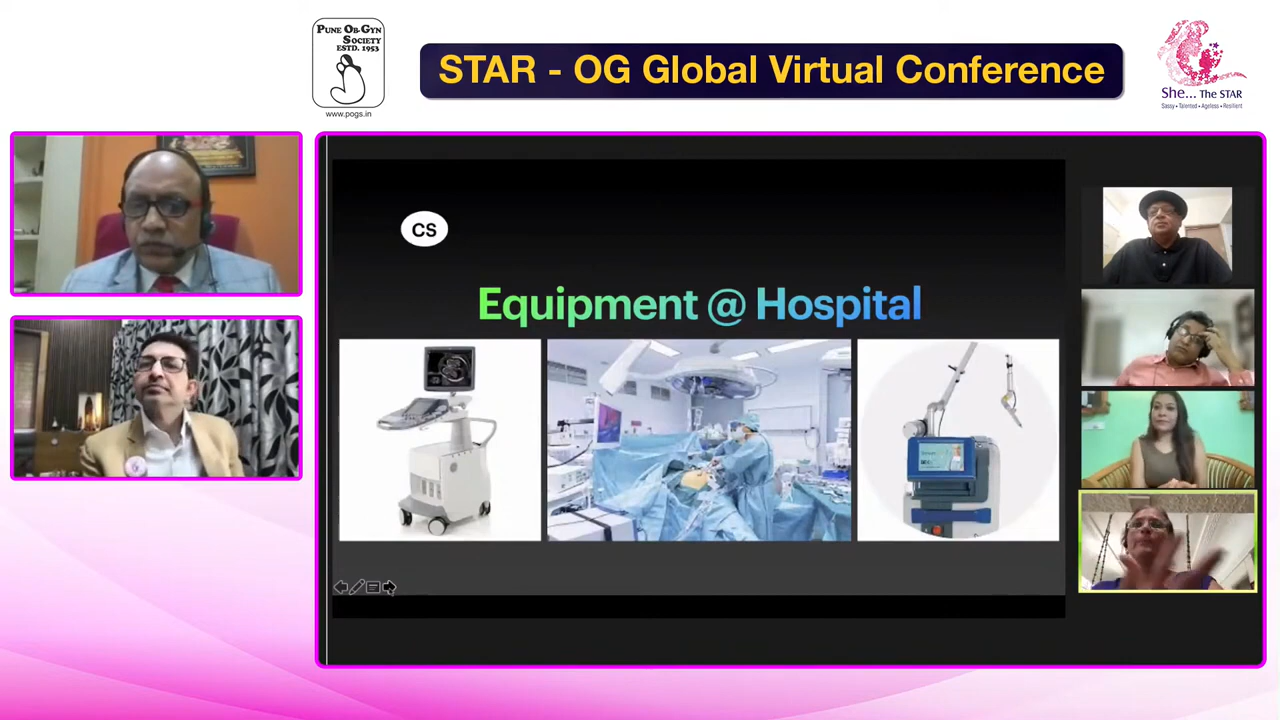 PUNE OB-GYN
SOCIETY
ESTD. 1953
www.pogs.in
STAR - OG Global Virtual Conference
She... The STAR
Sassy • Talented • Ageless • Resilient
CS
Equipment @ Hospital